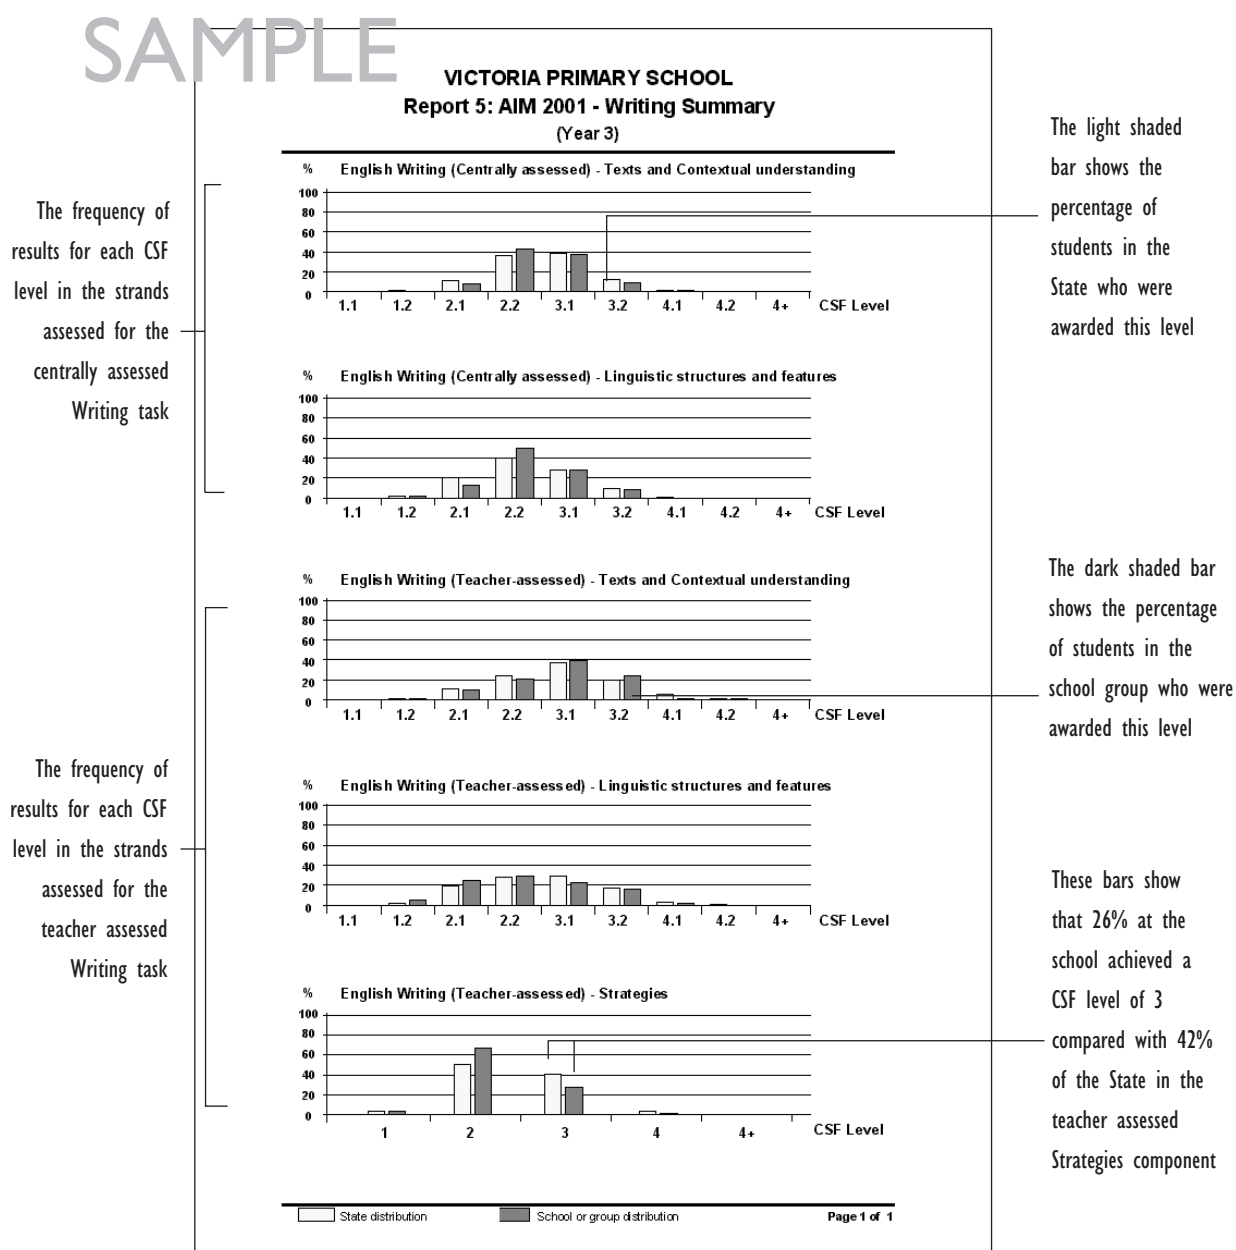 SAMPLE
VICTORIA PRIMARY SCHOOL
Report 5: AIM 2001 - Writing Summary
(Year 3)
The frequency of
results for each CSF
level in the strands
assessed for the
centrally assessed
Writing task
% English Writing (Centrally assessed) - Texts and Contextual understanding
100
80
60
40
20
0
1.1 1.2 2.1 2.2 3.1 3.2 4.1 4.2 4+ CSF Level
The light shaded
bar shows the
percentage of
students in the
State who were
awarded this level
% English Writing (Centrally assessed) - Linguistic structures and features
100
80
60
40
20
0
1.1 1.2 2.1 2.2 3.1 3.2 4.1 4.2 4+ CSF Level
% English Writing (Teacher-assessed) - Texts and Contextual understanding
100
80
60
40
20
0
1.1 1.2 2.1 2.2 3.1 3.2 4.1 4.2 4+ CSF Level
The dark shaded bar
shows the percentage
of students in the
school group who were
awarded this level
The frequency of
results for each CSF
level in the strands
assessed for the
teacher assessed
Writing task
% English Writing (Teacher-assessed) - Linguistic structures and features
100
80
60
40
20
0
1.1 1.2 2.1 2.2 3.1 3.2 4.1 4.2 4+ CSF Level
% English Writing (Teacher-assessed) - Strategies
100
80
60
40
20
0
1 2 3 4 4+ CSF Level
These bars show
that 26% at the
school achieved a
CSF level of 3
compared with 42%
of the State in the
teacher assessed
Strategies component
State distribution School or group distribution Page 1 of 1